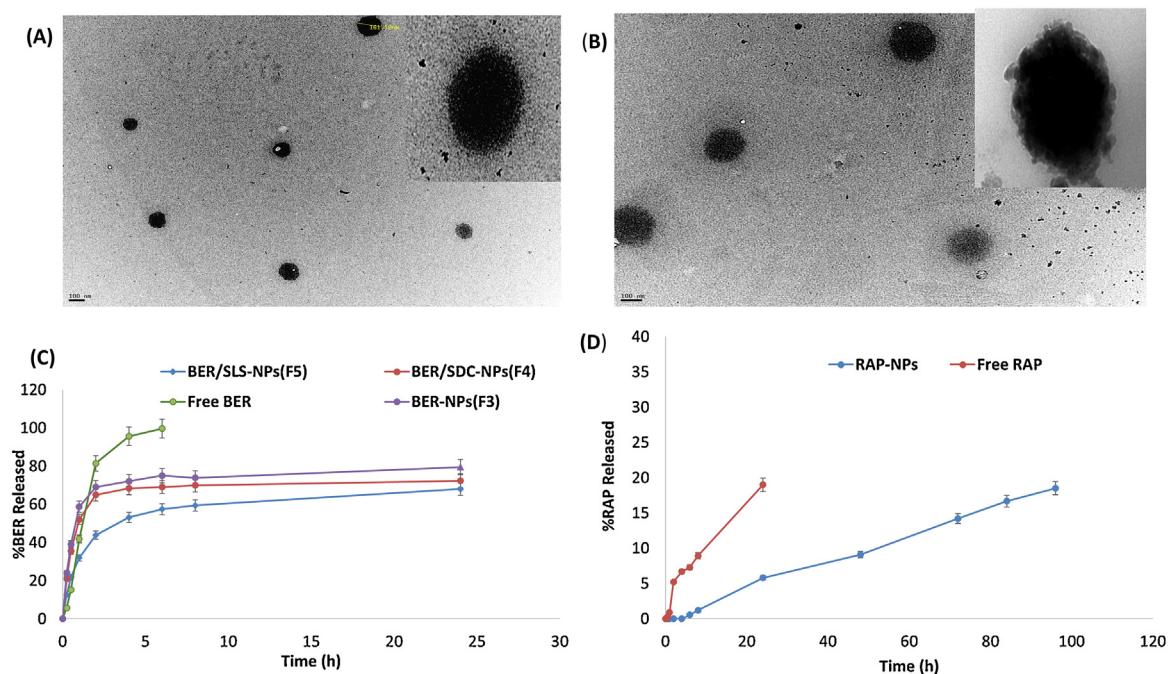 (A)
161.10nm
100 nm
(B)
100 nm
(C)
BER/SLS-NPs(F5)
BER/SDC-NPs(F4)
Free BER
BER-NPs(F3)
%BER Released
120
100
80
60
40
20
0
0 5 10 15 20 25 30
Time (h)
(D)
RAP-NPs
Free RAP
%RAP Released
40
35
30
25
20
15
10
5
0
0 20 40 60 80 100 120
Time (h)